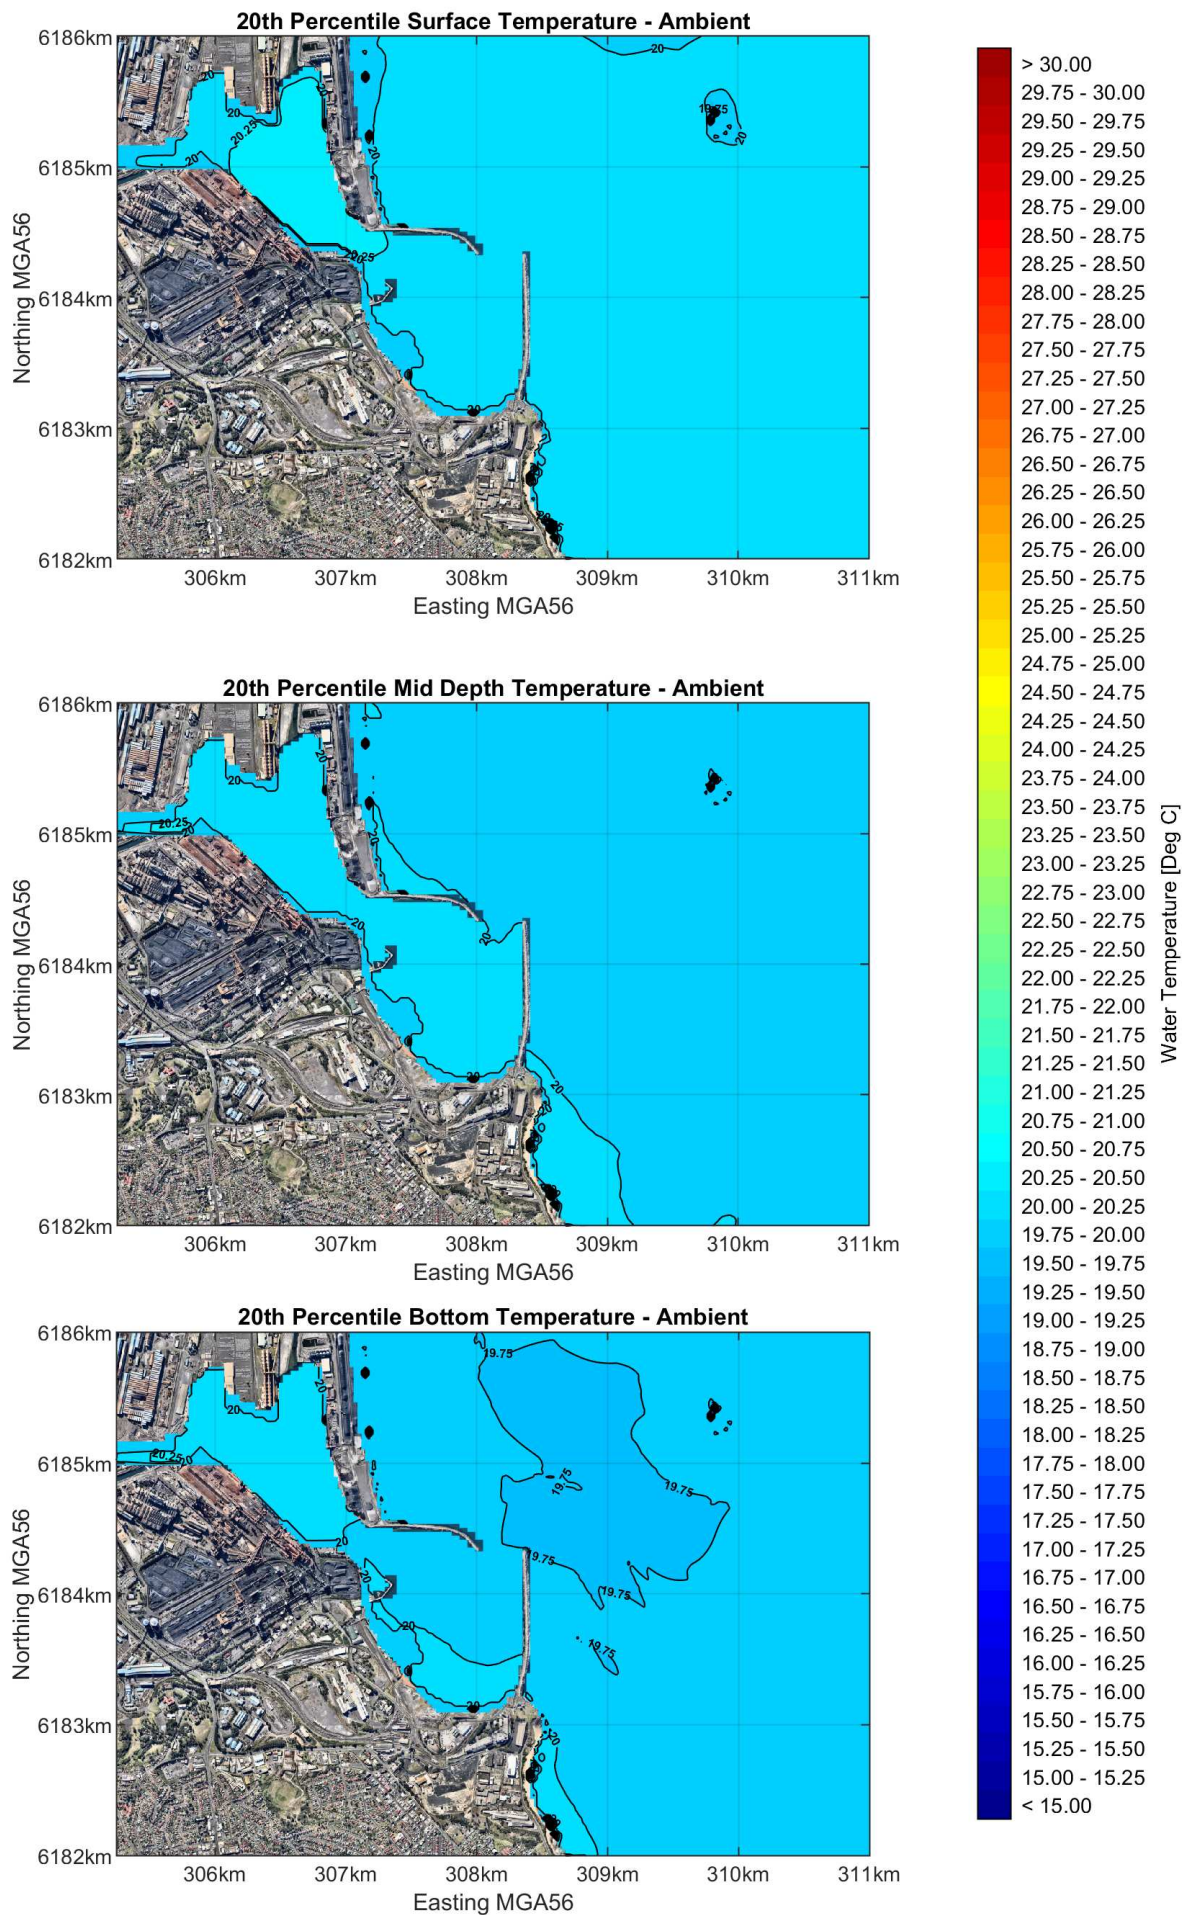 20th Percentile Surface Temperature - Ambient
6186km
6185km
6184km
6183km
6182km
Northing MGA56
20
20
20.25
20
20
20
20
20
19.75
20
20.25
20
306km
307km
308km
309km
310km
311km
Easting MGA56
20th Percentile Mid Depth Temperature - Ambient
6186km
6185km
6184km
6183km
6182km
Northing MGA56
20
20
20.25
20
20
20
20
20
20
20
306km
307km
308km
309km
310km
311km
Easting MGA56
20th Percentile Bottom Temperature - Ambient
6186km
6185km
6184km
6183km
6182km
Northing MGA56
19.75
20
20
20.25
20
19.75
19.75
20
19.75
20
19.75
20
19.75
20
20
306km
307km
308km
309km
310km
311km
Easting MGA56
> 30.00
29.75 - 30.00
29.50 - 29.75
29.25 - 29.50
29.00 - 29.25
28.75 - 29.00
28.50 - 28.75
28.25 - 28.50
28.00 - 28.25
27.75 - 28.00
27.50 - 27.75
27.25 - 27.50
27.00 - 27.25
26.75 - 27.00
26.50 - 26.75
26.25 - 26.50
26.00 - 26.25
25.75 - 26.00
25.50 - 25.75
25.25 - 25.50
25.00 - 25.25
24.75 - 25.00
24.50 - 24.75
24.25 - 24.50
24.00 - 24.25
23.75 - 24.00
23.50 - 23.75
23.25 - 23.50
23.00 - 23.25
22.75 - 23.00
22.50 - 22.75
22.25 - 22.50
22.00 - 22.25
21.75 - 22.00
21.50 - 21.75
21.25 - 21.50
21.00 - 21.25
20.75 - 21.00
20.50 - 20.75
20.25 - 20.50
20.00 - 20.25
19.75 - 20.00
19.50 - 19.75
19.25 - 19.50
19.00 - 19.25
18.75 - 19.00
18.50 - 18.75
18.25 - 18.50
18.00 - 18.25
17.75 - 18.00
17.50 - 17.75
17.25 - 17.50
17.00 - 17.25
16.75 - 17.00
16.50 - 16.75
16.25 - 16.50
16.00 - 16.25
15.75 - 16.00
15.50 - 15.75
15.25 - 15.50
15.00 - 15.25
< 15.00
Water Temperature [Deg C]